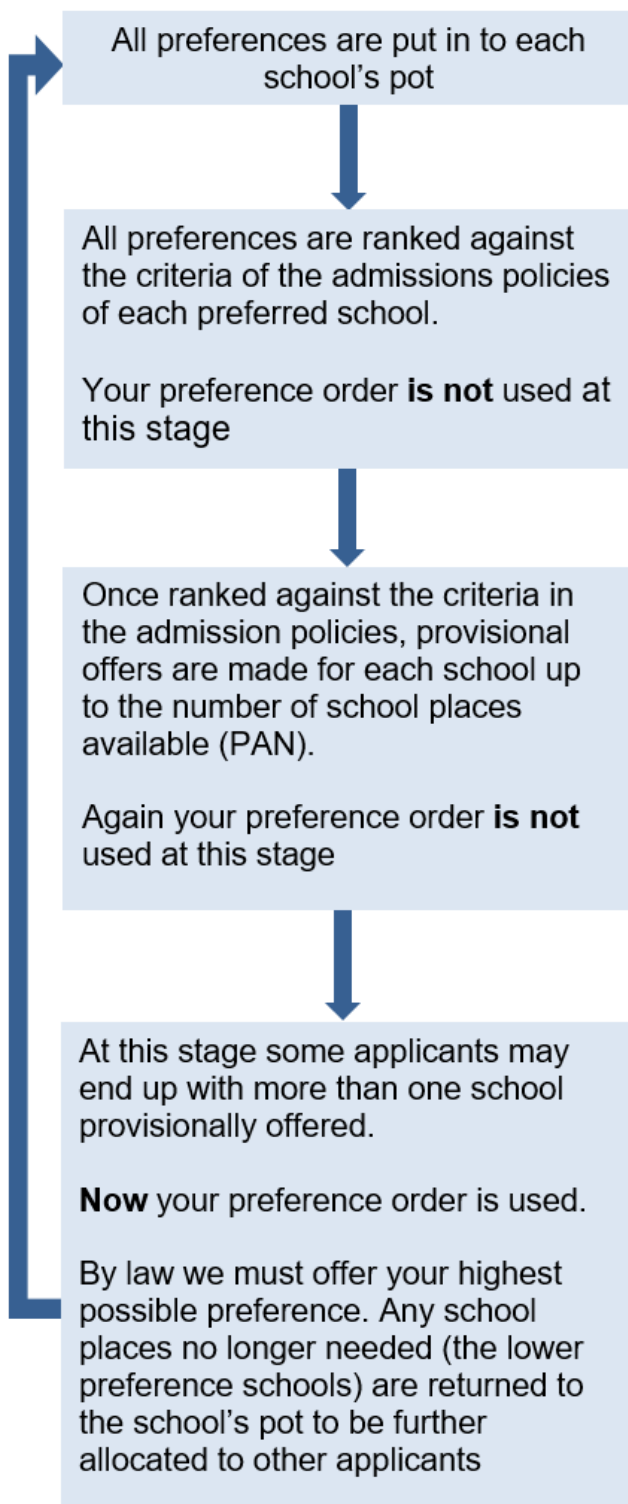 All preferences are put in to each
school’s pot
All preferences are ranked against
the criteria of the admissions policies
of each preferred school.
Your preference order is not used at
this stage
Once ranked against the criteria in
the admission policies, provisional
offers are made for each school up
to the number of school places
available (PAN).
Again your preference order is not
used at this stage
At this stage some applicants may
end up with more than one school
provisionally offered.
Now your preference order is used.
By law we must offer your highest
possible preference. Any school
places no longer needed (the lower
preference schools) are returned to
the school’s pot to be further
allocated to other applicants